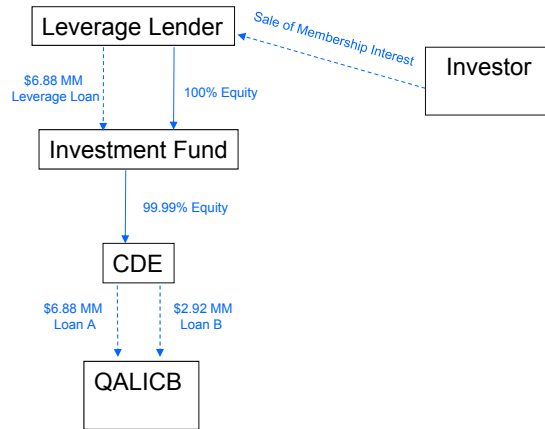 Leverage Lender
Sale of Membership Interest
Investor
$6.88 MM
Leverage Loan
100% Equity
Investment Fund
99.99% Equity
CDE
$6.88 MM
Loan A
$2.92 MM
Loan B
QALICB